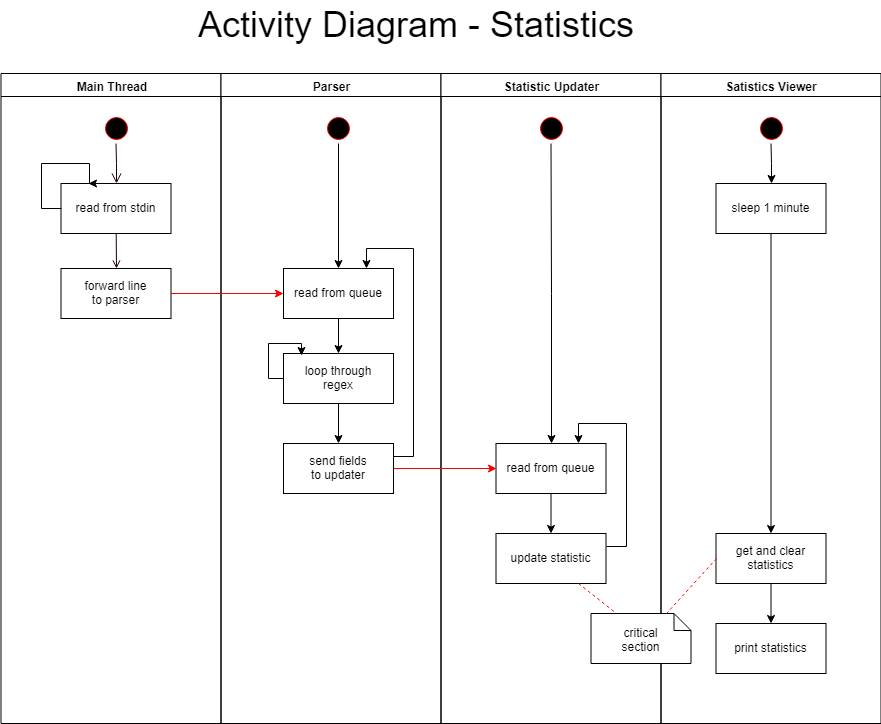 Activity Diagram - Statistics
Main Thread
Parser
Statistic Updater
Satistics Viewer
read from stdin
sleep 1 minute
forward line
to parser
read from queue
loop through
regex
send fields
to updater
read from queue
update statistic
get and clear
statistics
critical
section
print statistics